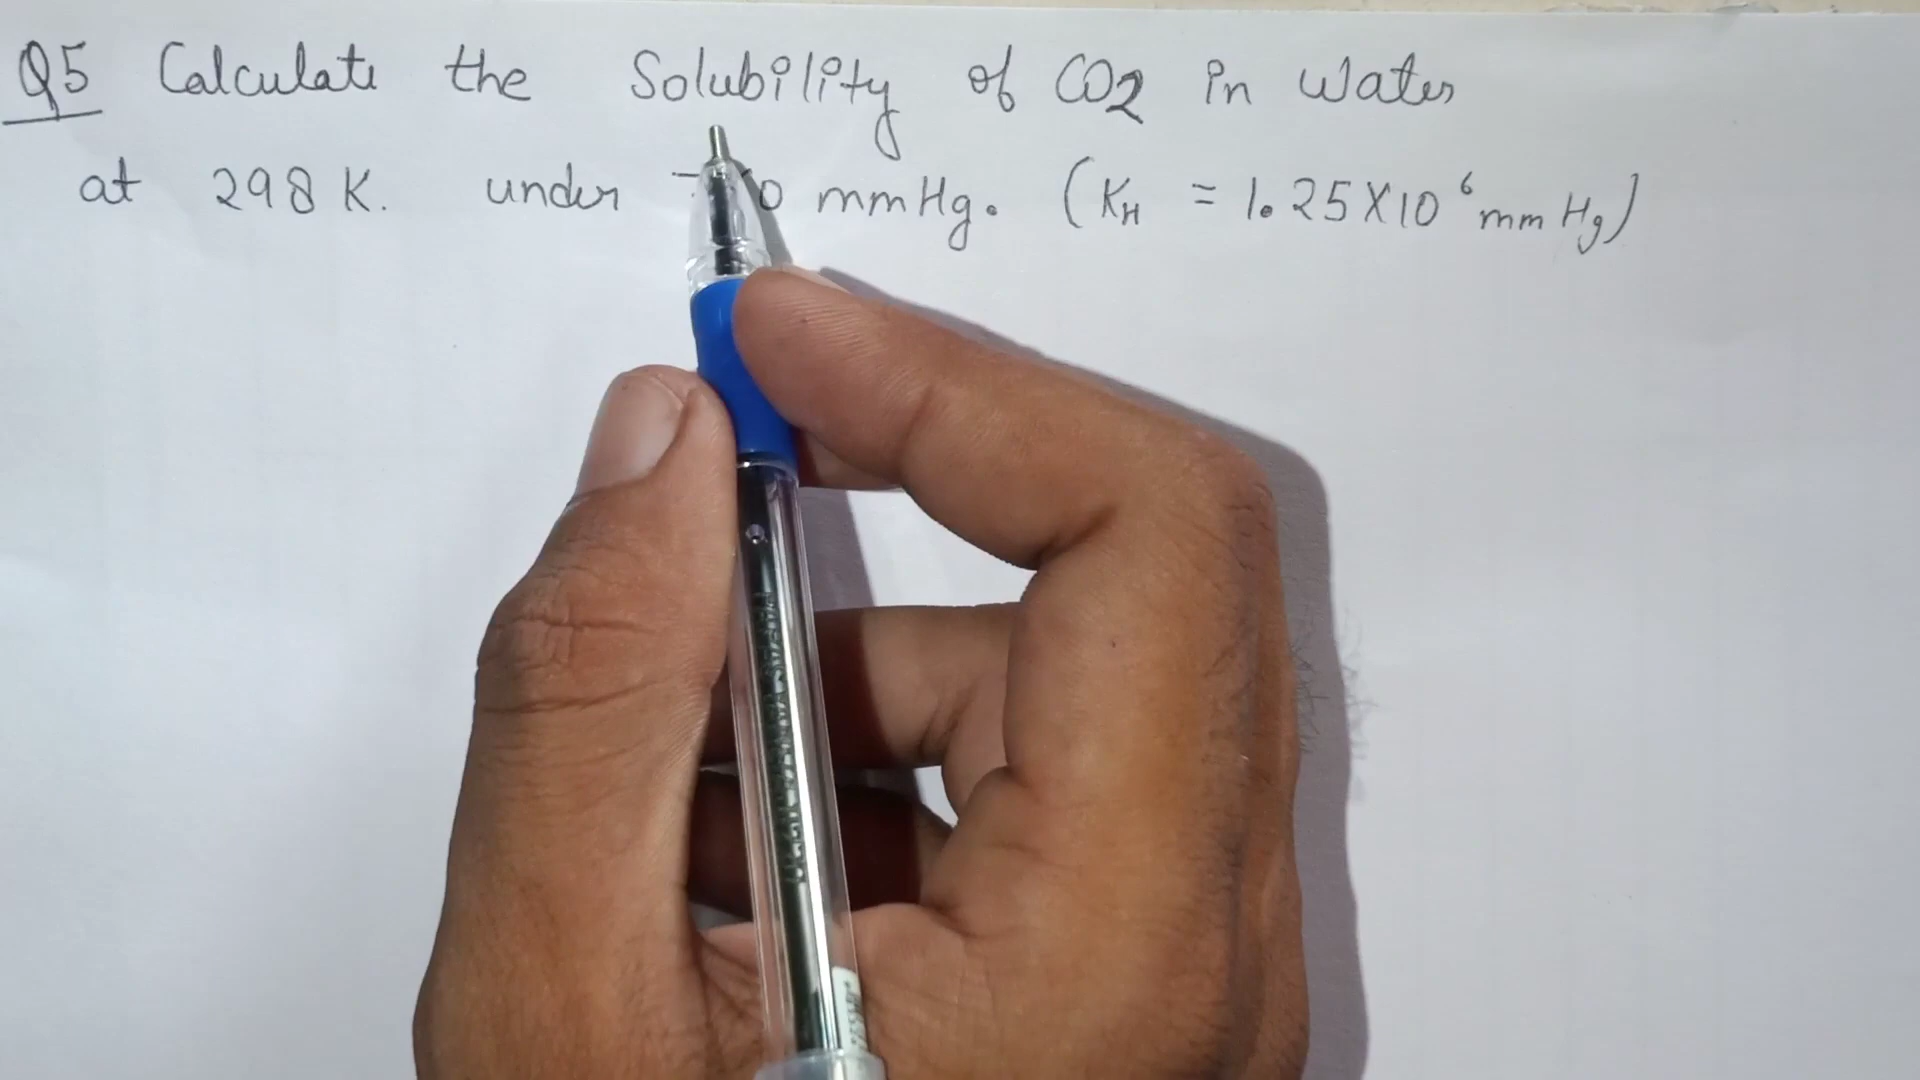 Q5 Calculate the Solubility of CO2 in Water
at 298 K. under mmHg. (KH = 1.25X10⁶ mm Hg)